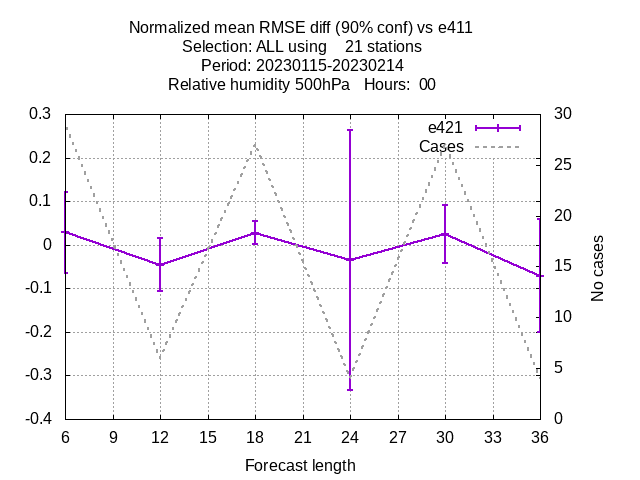 Normalized mean RMSE diff (90% conf) vs e411
Selection: ALL using    21 stations
Period: 20230115-20230214
Relative humidity 500hPa   Hours:  00
e421
Cases
0.3
0.2
0.1
0
-0.1
-0.2
-0.3
-0.4
30
25
20
15
10
5
0
No cases
6 9 12 15 18 21 24 27 30 33 36
Forecast length